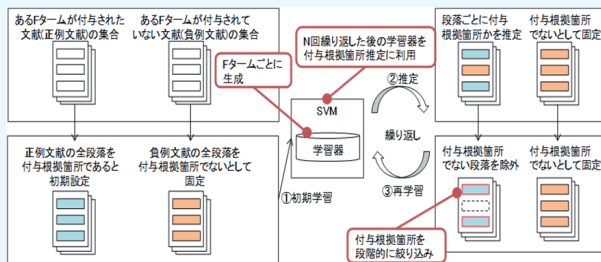 あるFタームが付与された
文献(正例文献)の集合
あるFタームが付与されて
いない文献(負例文献)の集合
正例文献の全段落を
付与根拠箇所であると
初期設定
負例文献の全段落を
付与根拠箇所でないとして
固定
Fタームごとに
生成
N回繰り返した後の学習器を
付与根拠箇所推定に利用
SVM
学習器
①初期学習
②推定
繰り返し
③再学習
段落ごとに付与
根拠箇所かを推定
付与根拠箇所
でないとして固定
付与根拠箇所
でない段落を除外
付与根拠箇所
でないとして固定
付与根拠箇所を
段階的に絞り込み